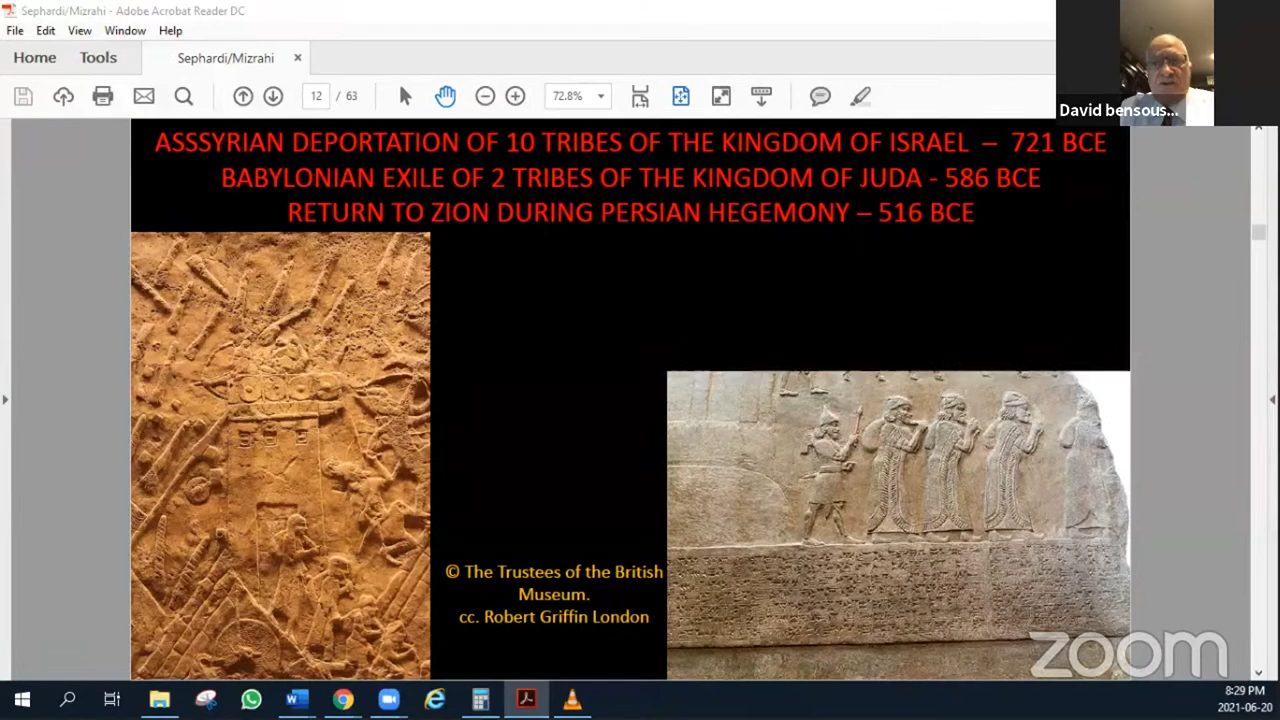 Sephardi/Mizrahi - Adobe Acrobat Reader DC
File Edit View Window Help
Home Tools Sephardi/Mizrahi ×
12 / 63 72.8%
David bensous...
ASSSYRIAN DEPORTATION OF 10 TRIBES OF THE KINGDOM OF ISRAEL – 721 BCE
BABYLONIAN EXILE OF 2 TRIBES OF THE KINGDOM OF JUDA - 586 BCE
RETURN TO ZION DURING PERSIAN HEGEMONY – 516 BCE
© The Trustees of the British
Museum.
cc. Robert Griffin London
zoom
8:29 PM
2021-06-20